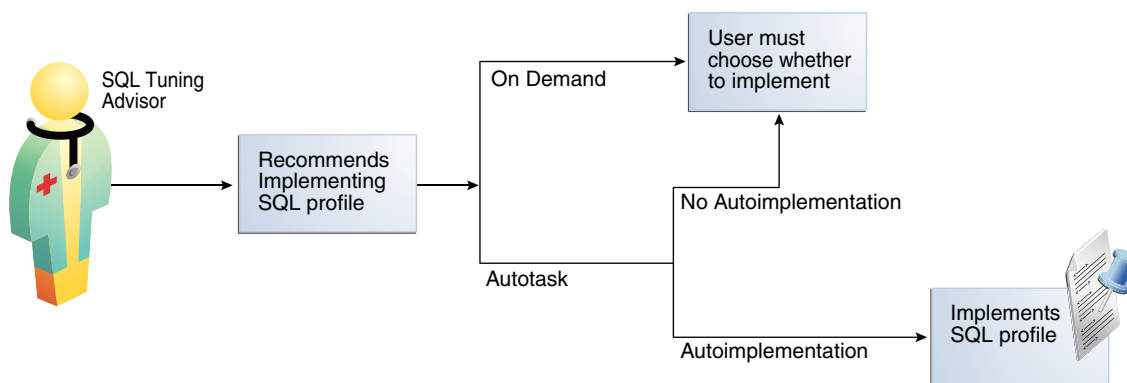 SQL Tuning
Advisor
Recommends
Implementing
SQL profile
On Demand
User must
choose whether
to implement
No Autoimplementation
Autotask
Autoimplementation
Implements
SQL profile